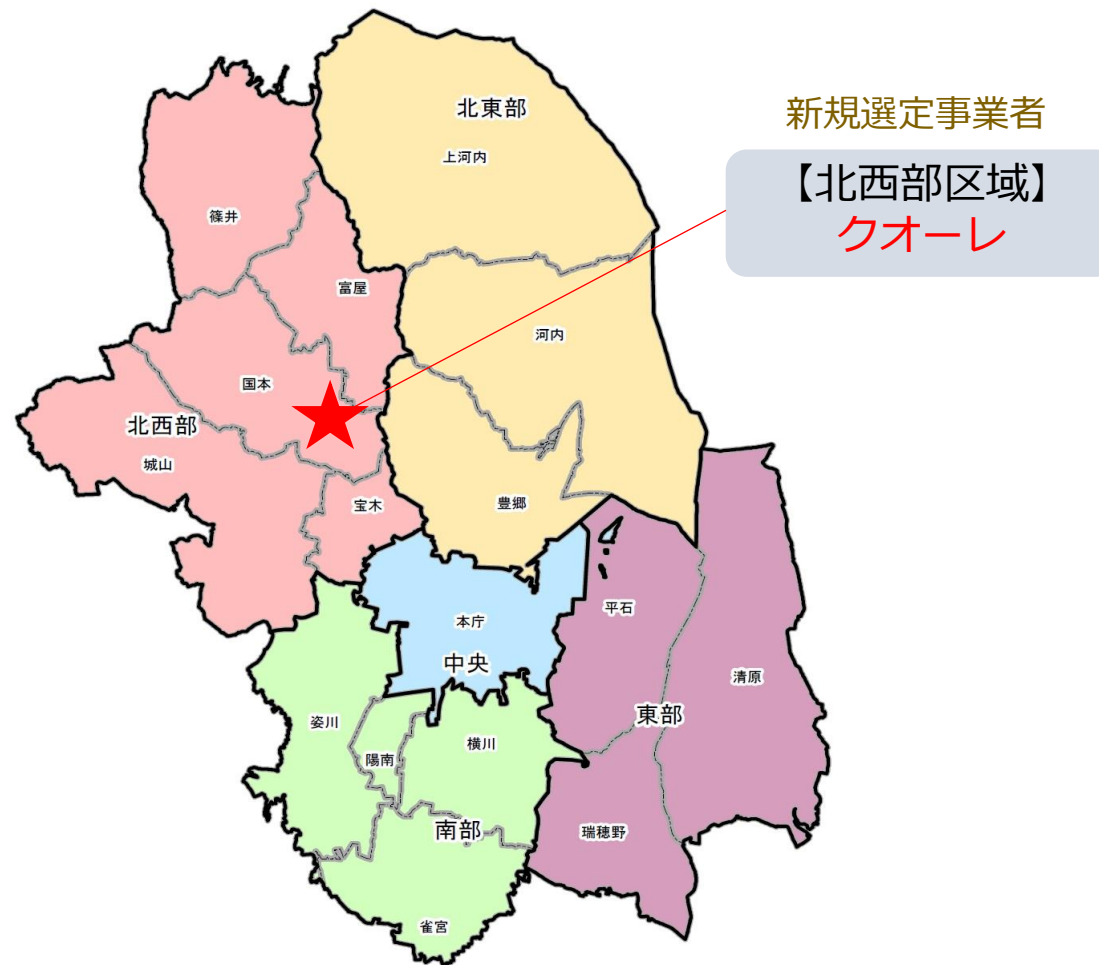 新規選定事業者
【北西部区域】
クオーレ
北東部
上河内
篠井
富屋
河内
国本
北西部
城山
宝木
豊郷
平石
本庁
中央
清原
姿川
東部
横川
陽南
南部
瑞穂野
雀宮